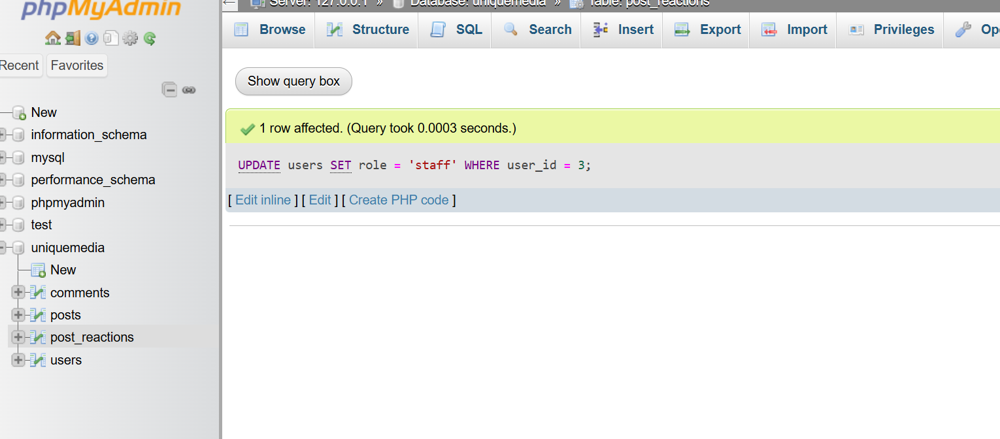 phpMyAdmin
Recent Favorites
New
information_schema
mysql
performance_schema
phpmyadmin
test
uniquemedia
New
comments
posts
post_reactions
users
Server: 127.0.0.1 » Database: uniquemedia » Table: post_reactions
Browse Structure SQL Search Insert Export Import Privileges Ope
Show query box
1 row affected. (Query took 0.0003 seconds.)
UPDATE users SET role = 'staff' WHERE user_id = 3;
[ Edit inline ] [ Edit ] [ Create PHP code ]